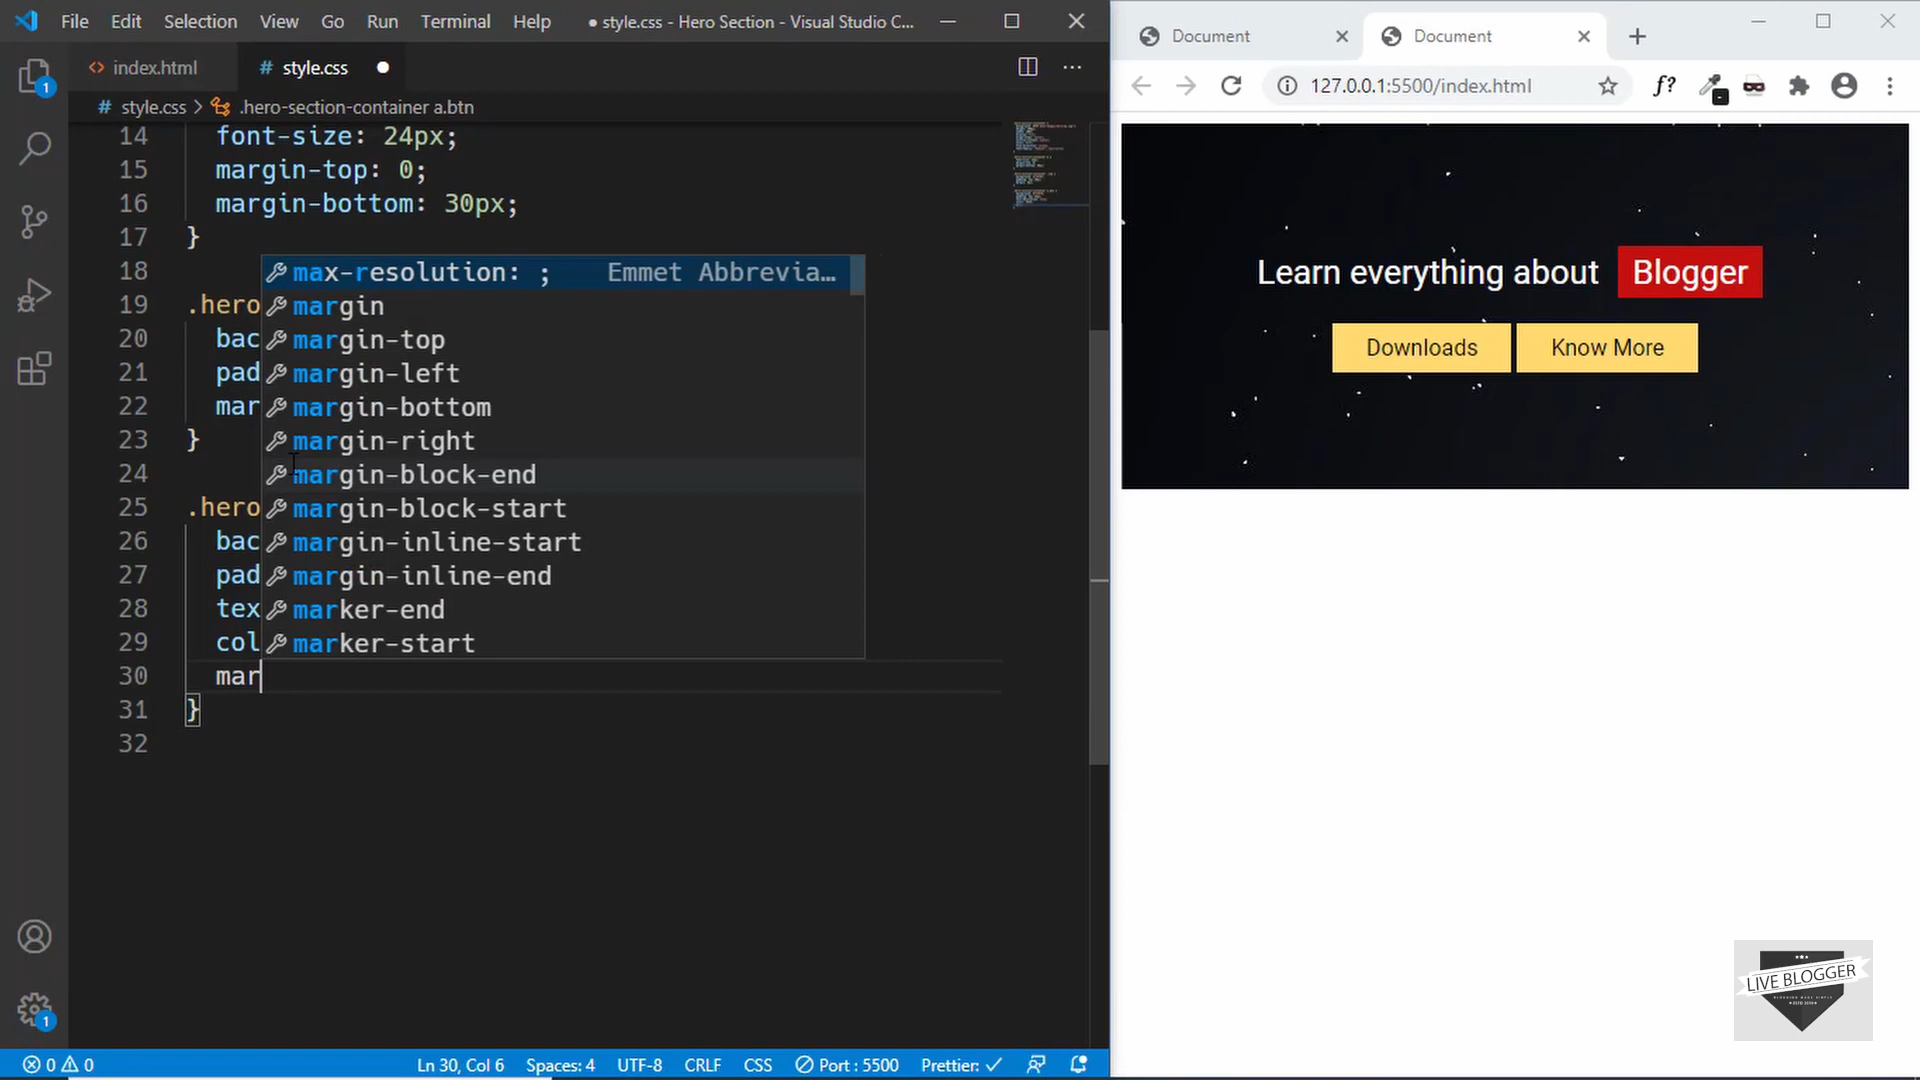 File Edit Selection View Go Run Terminal Help ● style.css - Hero Section - Visual Studio C...
index.html
# style.css
# style.css > .hero-section-container a.btn
14 font-size: 24px;
15 margin-top: 0;
16 margin-bottom: 30px;
17 }
18
19 .hero
20 bac
21 pad
22 mar
23 }
24
25 .hero
26 bac
27 pad
28 tex
29 col
30 mar
31 }
32
max-resolution: ; Emmet Abbrevia...
margin
margin-top
margin-left
margin-bottom
margin-right
margin-block-end
margin-block-start
margin-inline-start
margin-inline-end
marker-end
marker-start
1
1
0 0 Ln 30, Col 6 Spaces: 4 UTF-8 CRLF CSS Port : 5500 Prettier: ✓
Document
Document
127.0.0.1:5500/index.html
f?
Learn everything about Blogger
Downloads Know More
LIVE BLOGGER